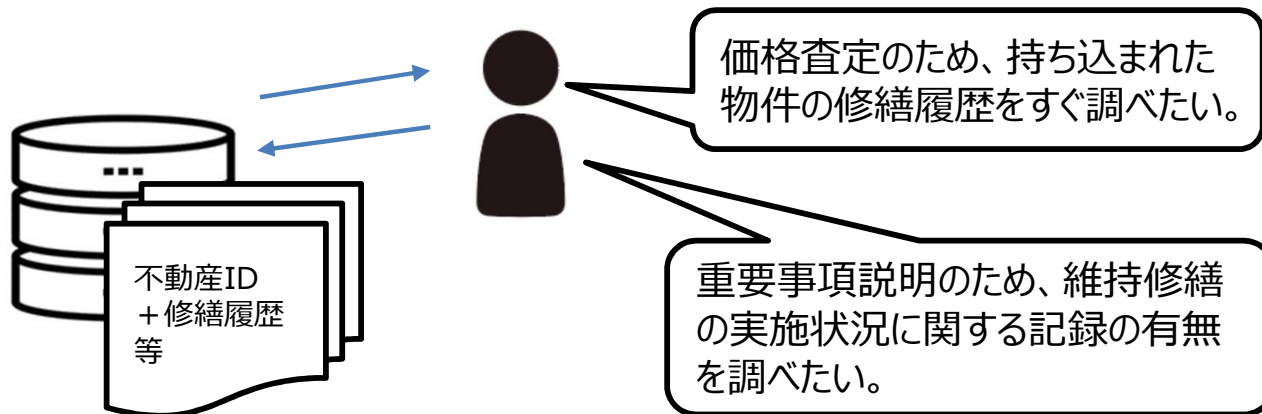 価格査定のため、持ち込まれた
物件の修繕履歴をすぐ調べたい。
不動産ID
＋修繕履歴
等
重要事項説明のため、維持修繕
の実施状況に関する記録の有無
を調べたい。